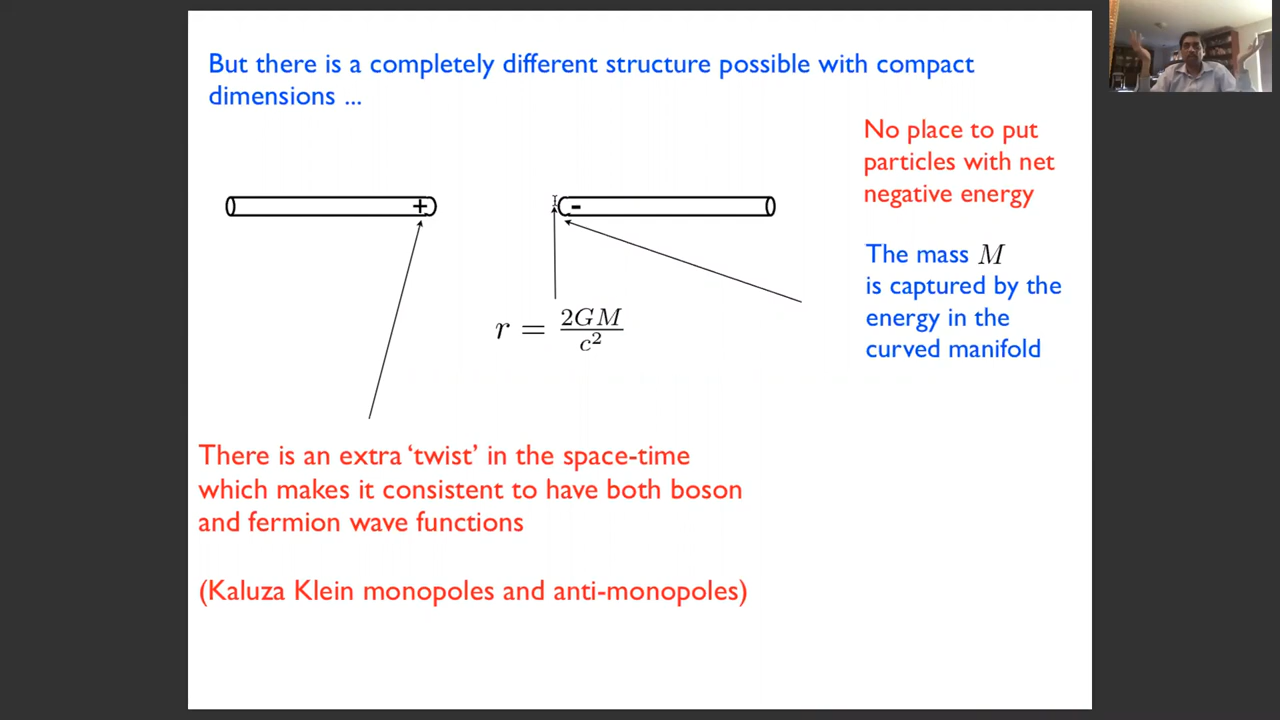 But there is a completely different structure possible with compact
dimensions ...
No place to put
particles with net
negative energy
+
-
The mass M
is captured by the
energy in the
curved manifold
r = 2GM/c²
There is an extra ‘twist’ in the space-time
which makes it consistent to have both boson
and fermion wave functions
(Kaluza Klein monopoles and anti-monopoles)